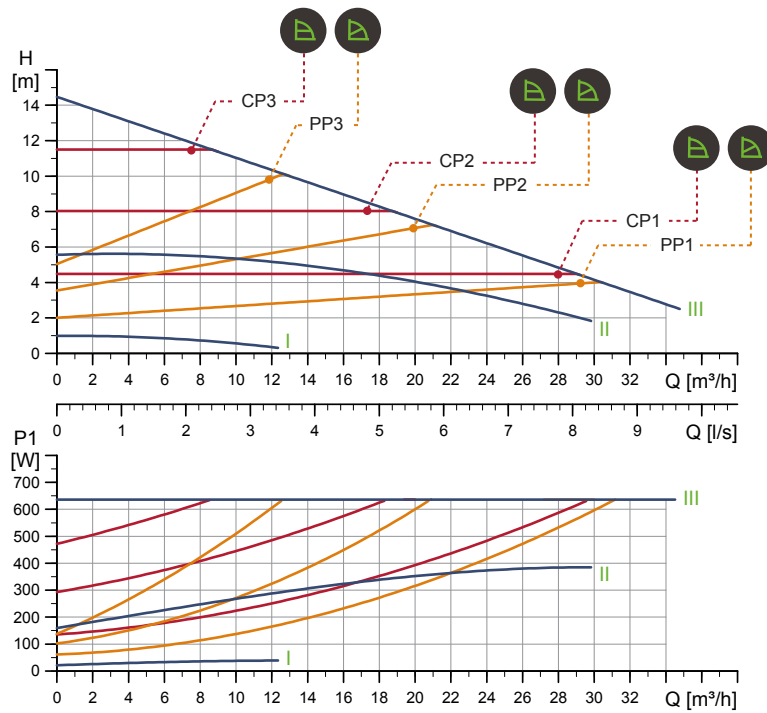 H
[m]
14
12
10
8
6
4
2
0
CP3
PP3
CP2
PP2
CP1
PP1
I
II
III
0 2 4 6 8 10 12 14 16 18 20 22 24 26 28 30 32 Q [m³/h]
0 1 2 3 4 5 6 7 8 9 Q [l/s]
P1
[W]
700
600
500
400
300
200
100
0
III
II
I
0 2 4 6 8 10 12 14 16 18 20 22 24 26 28 30 32 Q [m³/h]